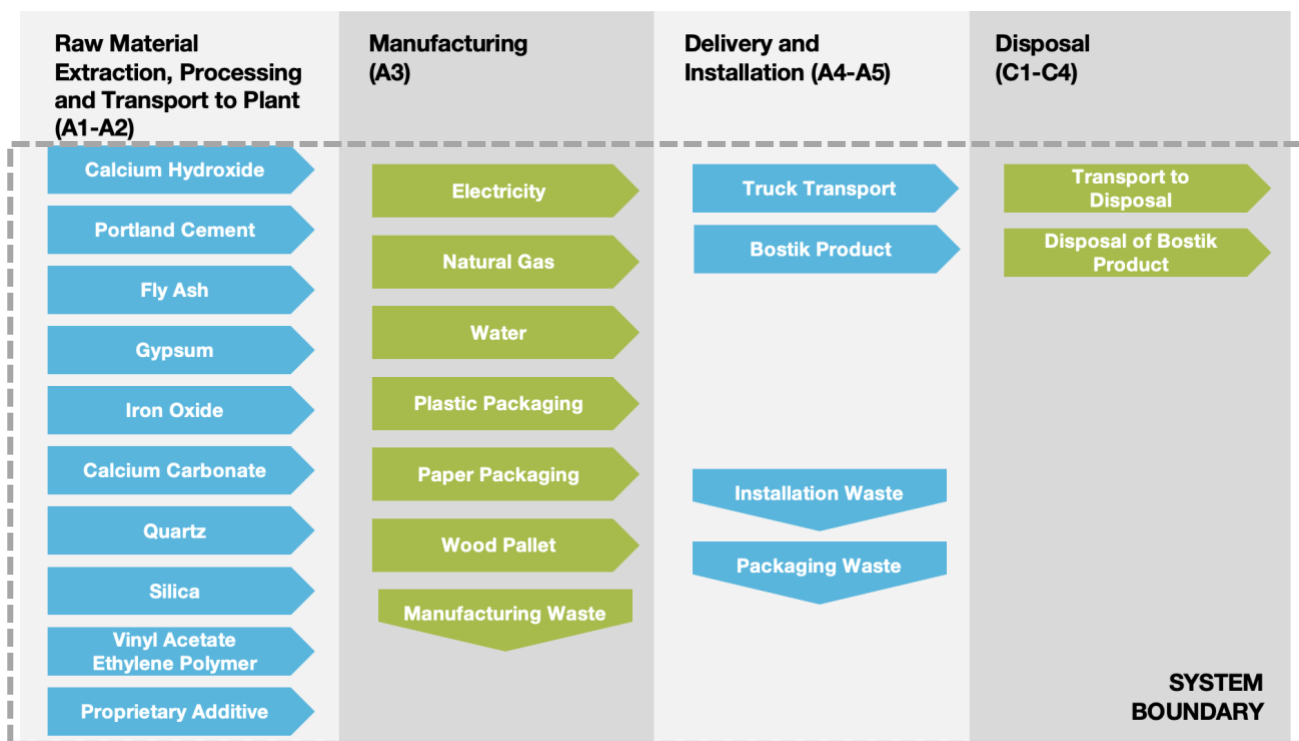 Raw Material
Extraction, Processing
and Transport to Plant
(A1-A2)
Calcium Hydroxide
Portland Cement
Fly Ash
Gypsum
Iron Oxide
Calcium Carbonate
Quartz
Silica
Vinyl Acetate
Ethylene Polymer
Proprietary Additive
Manufacturing
(A3)
Electricity
Natural Gas
Water
Plastic Packaging
Paper Packaging
Wood Pallet
Manufacturing Waste
Delivery and
Installation (A4-A5)
Truck Transport
Bostik Product
Installation Waste
Packaging Waste
Disposal
(C1-C4)
Transport to
Disposal
Disposal of Bostik
Product
SYSTEM
BOUNDARY